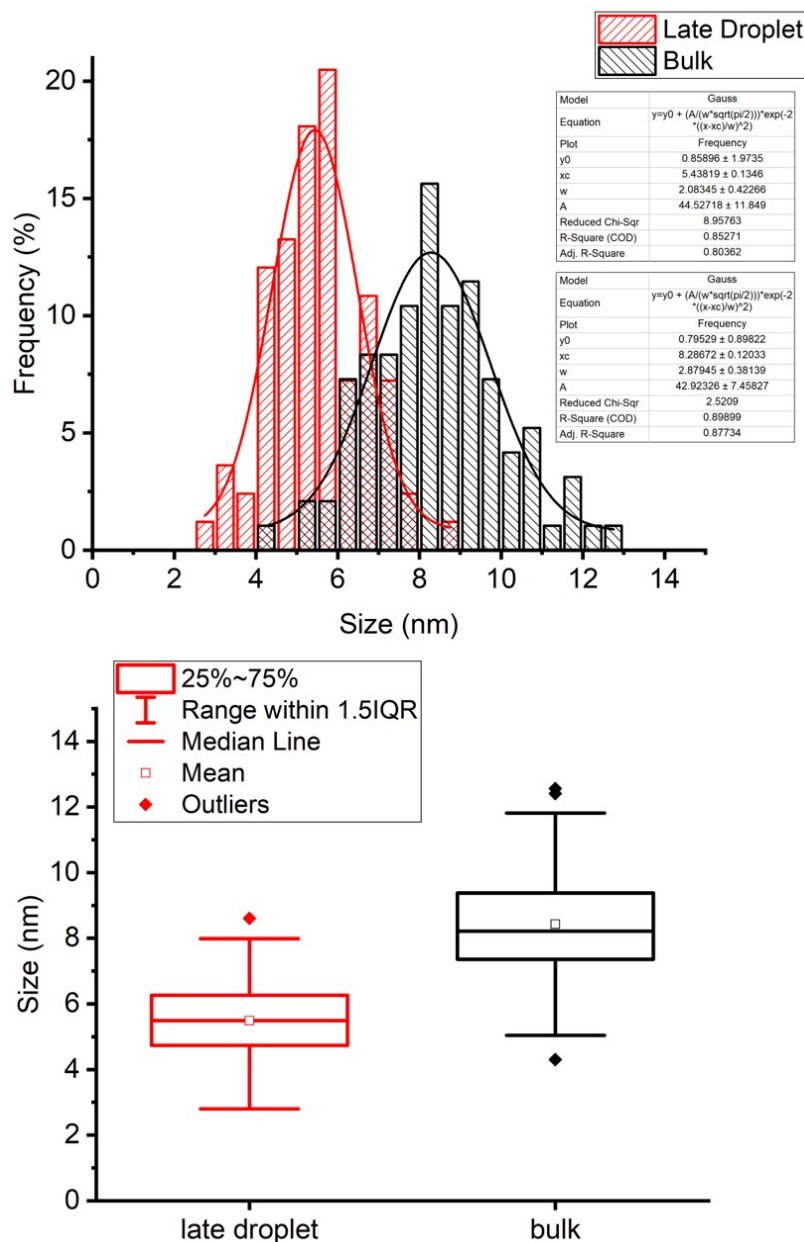 Late Droplet
Bulk
Model Gauss
Equation y=y0 + (A/(w*sqrt(pi/2)))*exp(-2
*((x-xc)/w)^2)
Plot Frequency
y0 0.85896 ± 1.9735
xc 5.43819 ± 0.1346
w 2.08345 ± 0.42266
A 44.52718 ± 11.849
Reduced Chi-Sqr 8.95763
R-Square (COD) 0.85271
Adj. R-Square 0.80362
Model Gauss
Equation y=y0 + (A/(w*sqrt(pi/2)))*exp(-2
*((x-xc)/w)^2)
Plot Frequency
y0 0.79529 ± 0.89822
xc 8.28672 ± 0.12033
w 2.87945 ± 0.38139
A 42.92326 ± 7.45827
Reduced Chi-Sqr 2.5209
R-Square (COD) 0.89899
Adj. R-Square 0.87734
Frequency (%)
20
15
10
5
0
0 2 4 6 8 10 12 14
Size (nm)
25%~75%
Range within 1.5IQR
Median Line
Mean
Outliers
Size (nm)
14
12
10
8
6
4
2
0
late droplet bulk